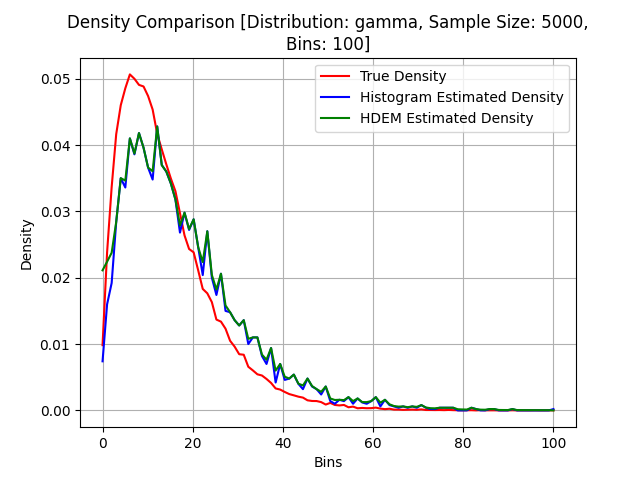 Density Comparison [Distribution: gamma, Sample Size: 5000,
Bins: 100]
True Density
Histogram Estimated Density
HDEM Estimated Density
Density
0.05
0.04
0.03
0.02
0.01
0.00
0 20 40 60 80 100
Bins